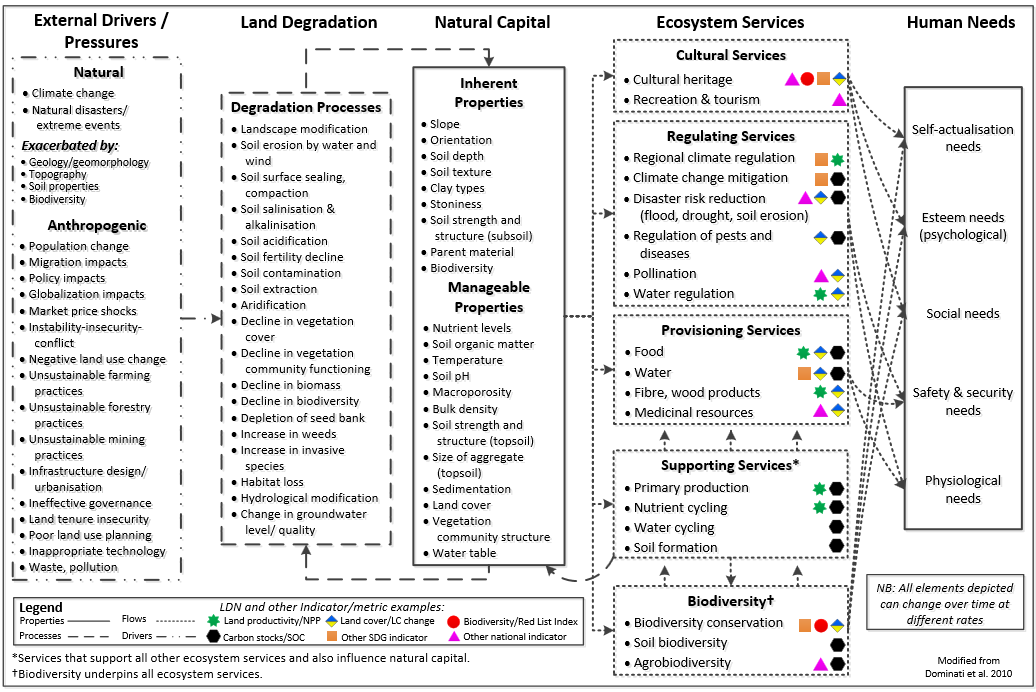 External Drivers /
Pressures
Natural
• Climate change
• Natural disasters/
extreme events
Exacerbated by:
• Geology/geomorphology
• Topography
• Soil properties
• Biodiversity
Anthropogenic
• Population change
• Migration impacts
• Policy impacts
• Globalization impacts
• Market price shocks
• Instability-insecurity-
conflict
• Negative land use change
• Unsustainable farming
practices
• Unsustainable forestry
practices
• Unsustainable mining
practices
• Infrastructure design/
urbanisation
• Ineffective governance
• Land tenure insecurity
• Poor land use planning
• Inappropriate technology
• Waste, pollution
Land Degradation
Degradation Processes
• Landscape modification
• Soil erosion by water and
wind
• Soil surface sealing,
compaction
• Soil salinisation &
alkalinisation
• Soil acidification
• Soil fertility decline
• Soil contamination
• Soil extraction
• Aridification
• Decline in vegetation
cover
• Decline in vegetation
community functioning
• Decline in biomass
• Decline in biodiversity
• Depletion of seed bank
• Increase in weeds
• Increase in invasive
species
• Habitat loss
• Hydrological modification
• Change in groundwater
level/ quality
Natural Capital
Inherent
Properties
• Slope
• Orientation
• Soil depth
• Soil texture
• Clay types
• Stoniness
• Soil strength and
structure (subsoil)
• Parent material
• Biodiversity
Manageable
Properties
• Nutrient levels
• Soil organic matter
• Temperature
• Soil pH
• Macroporosity
• Bulk density
• Soil strength and
structure (topsoil)
• Size of aggregate
(topsoil)
• Sedimentation
• Land cover
• Vegetation
community structure
• Water table
Ecosystem Services
Cultural Services
• Cultural heritage
• Recreation & tourism
Regulating Services
• Regional climate regulation
• Climate change mitigation
• Disaster risk reduction
(flood, drought, soil erosion)
• Regulation of pests and
diseases
• Pollination
• Water regulation
Provisioning Services
• Food
• Water
• Fibre, wood products
• Medicinal resources
Supporting Services*
• Primary production
• Nutrient cycling
• Water cycling
• Soil formation
Biodiversity†
• Biodiversity conservation
• Soil biodiversity
• Agrobiodiversity
Human Needs
Self-actualisation
needs
Esteem needs
(psychological)
Social needs
Safety & security
needs
Physiological
needs
NB: All elements depicted
can change over time at
different rates
Legend
Properties
Flows
Processes
Drivers
LDN and other Indicator/metric examples:
Land productivity/NPP
Land cover/LC change
Biodiversity/Red List Index
Carbon stocks/SOC
Other SDG indicator
Other national indicator
*Services that support all other ecosystem services and also influence natural capital.
†Biodiversity underpins all ecosystem services.
Modified from
Dominati et al. 2010